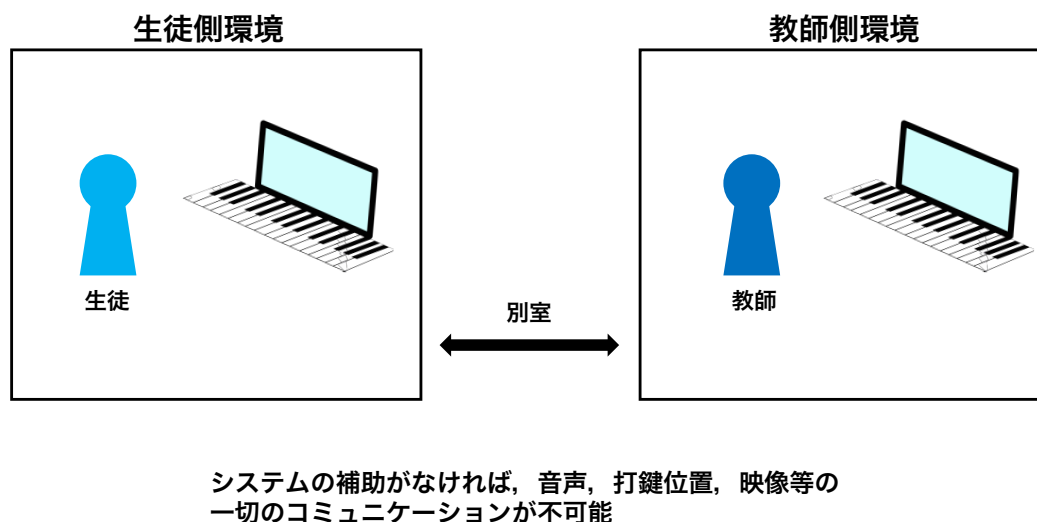 生徒側環境
教師側環境
生徒
別室
教師
システムの補助がなければ，音声，打鍵位置，映像等の
一切のコミュニケーションが不可能